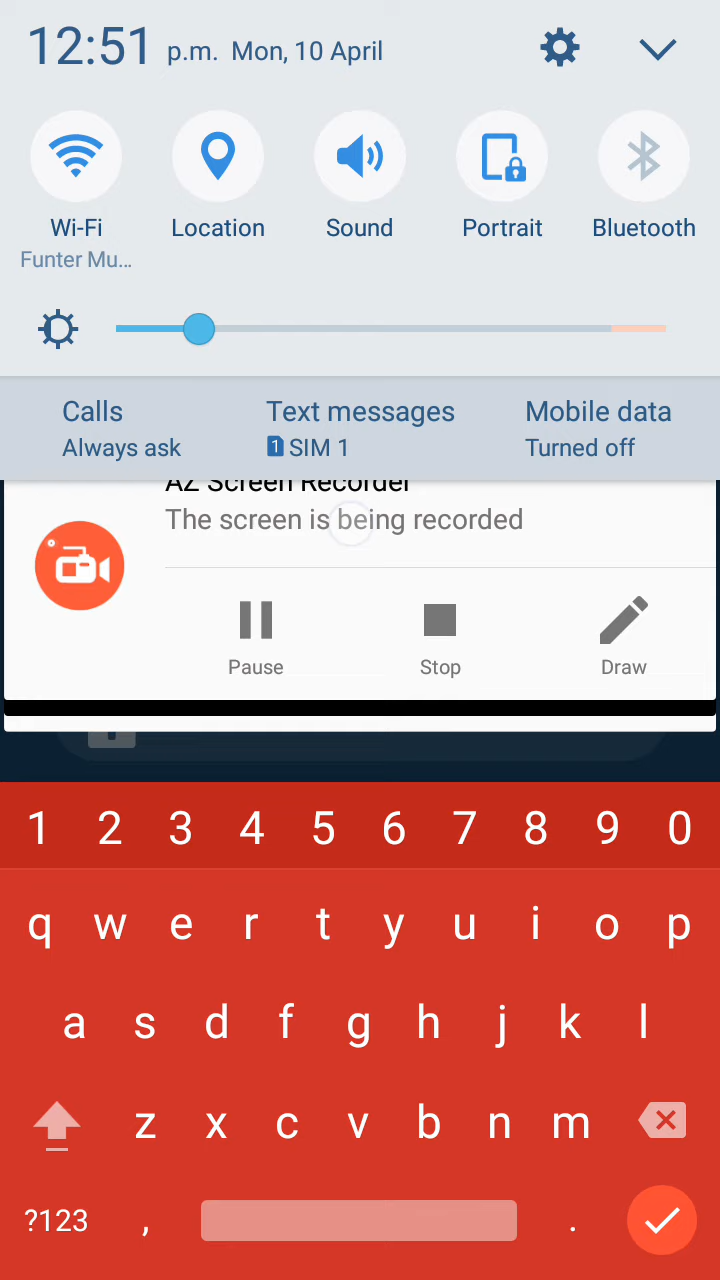 12:51 p.m. Mon, 10 April
Wi-Fi Location Sound Portrait Bluetooth
Funter Mu...
Calls Text messages Mobile data
Always ask 1 SIM 1 Turned off
AZ Screen Recorder
The screen is being recorded
Pause Stop Draw
1 2 3 4 5 6 7 8 9 0
q w e r t y u i o p
a s d f g h j k l
z x c v b n m
?123 , .